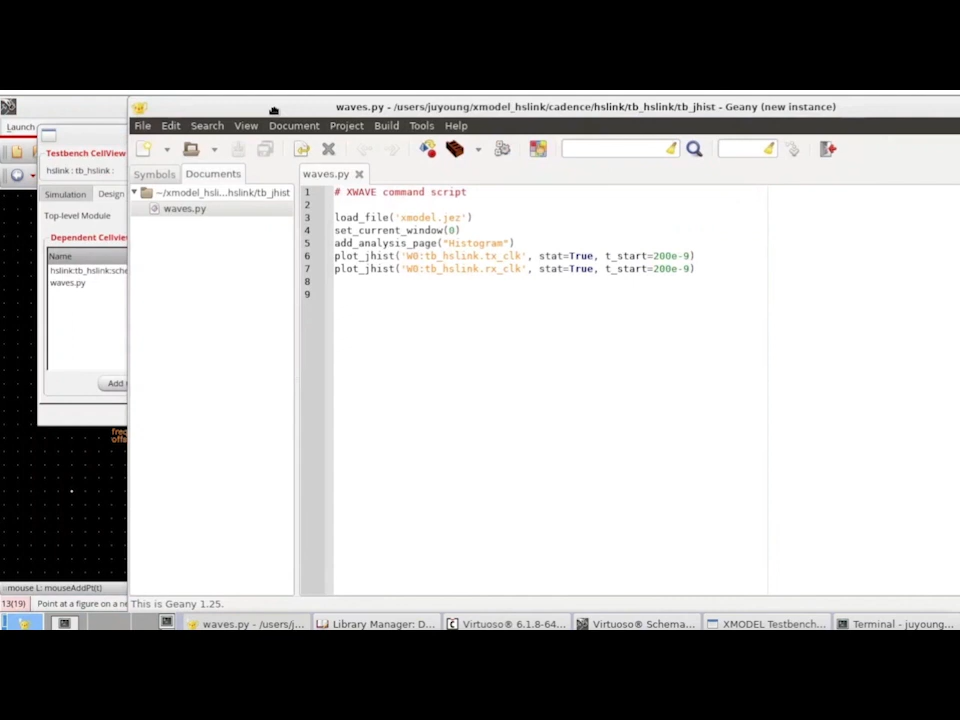 waves.py - /users/juyoung/xmodel_hslink/cadence/hslink/tb_hslink/tb_jhist - Geany (new instance)
Launch
File Edit Search View Document Project Build Tools Help
Testbench CellView
hslink : tb_hslink :
Simulation Design
Top-level Module
Dependent Cellvie
Name
hslink:tb_hslink:sche
waves.py
Add
Symbols Documents
~/xmodel_hsli...hslink/tb_jhist
waves.py
waves.py
1 # XWAVE command script
2
3 load_file('xmodel.jez')
4 set_current_window(0)
5 add_analysis_page("Histogram")
6 plot_jhist('W0:tb_hslink.tx_clk', stat=True, t_start=200e-9)
7 plot_jhist('W0:tb_hslink.rx_clk', stat=True, t_start=200e-9)
8
9
mouse L: mouseAddPt(t)
13(19) Point at a figure on a ne
This is Geany 1.25.
waves.py - /users/j... Library Manager: D... Virtuoso® 6.1.8-64... Virtuoso® Schema... XMODEL Testbench... Terminal - juyoung...